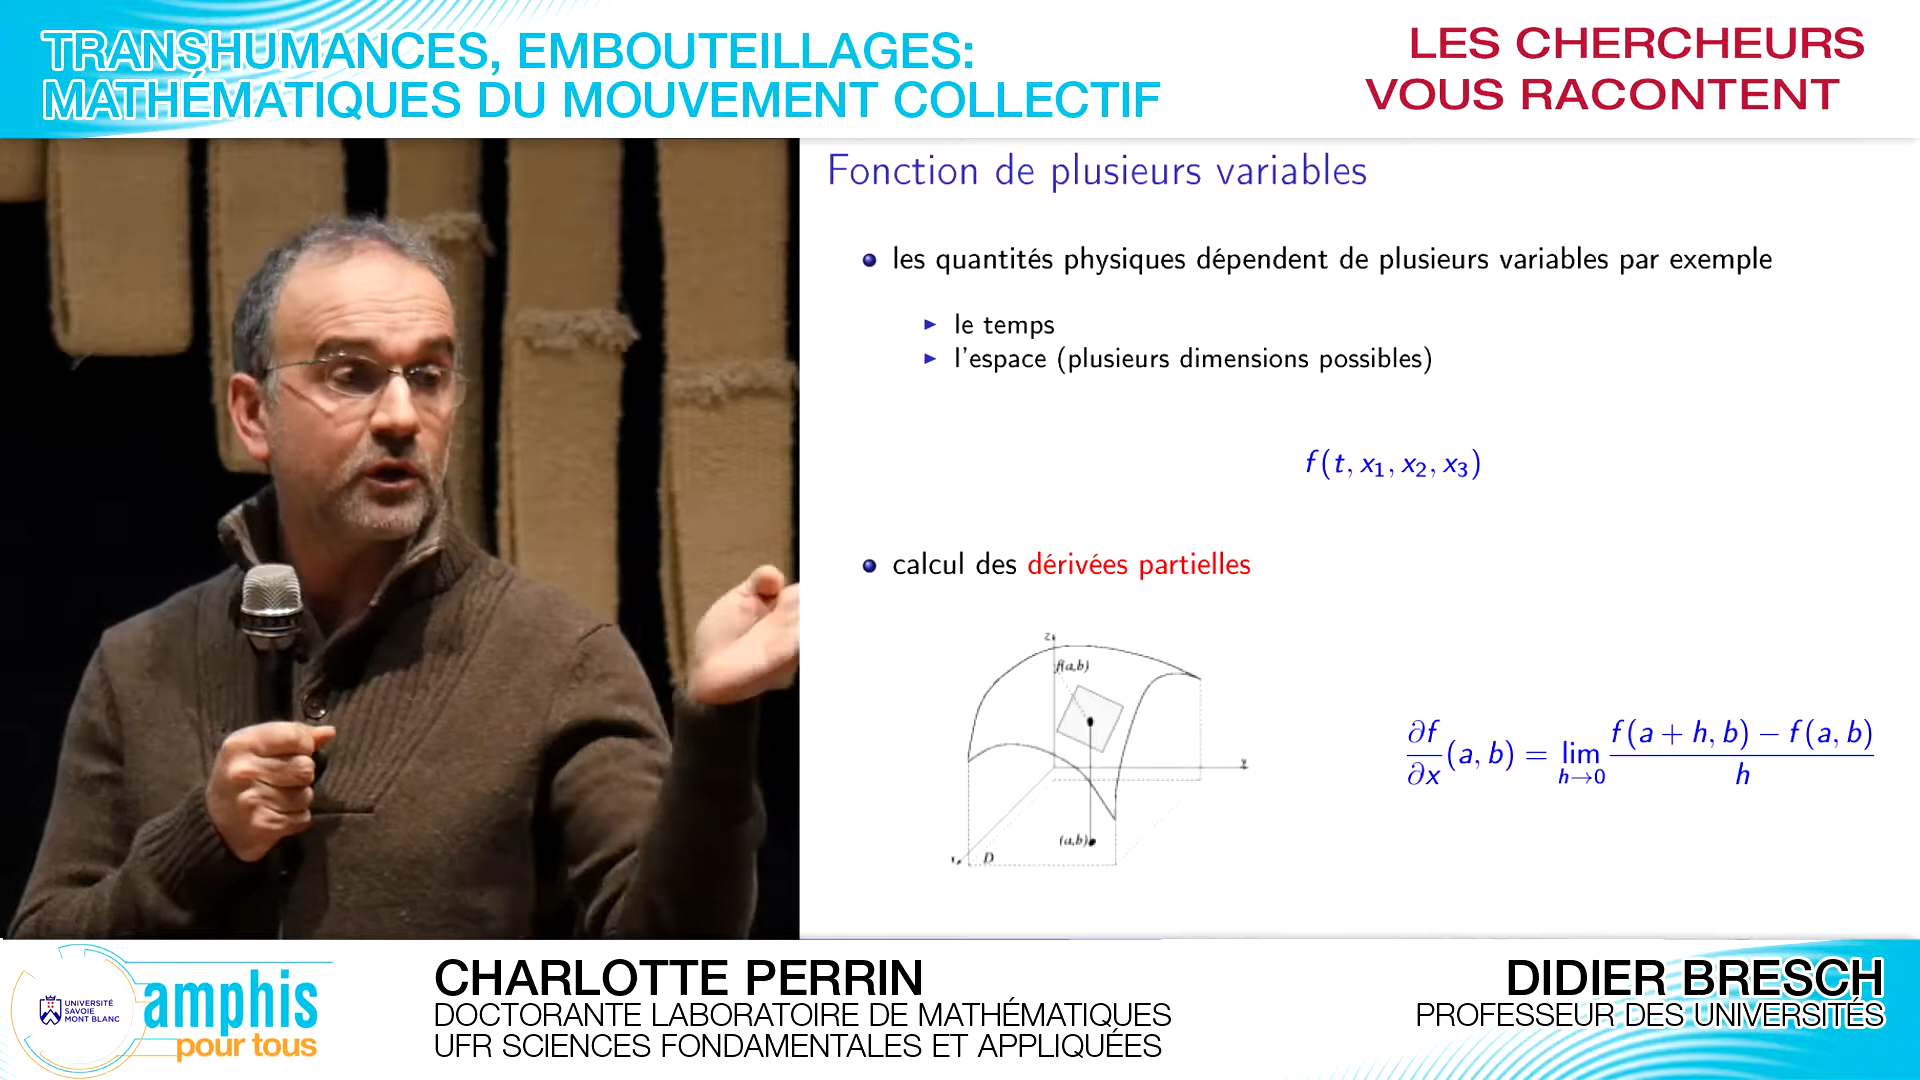 TRANSHUMANCES, EMBOUTEILLAGES:
MATHÉMATIQUES DU MOUVEMENT COLLECTIF
LES CHERCHEURS
VOUS RACONTENT
Fonction de plusieurs variables
les quantités physiques dépendent de plusieurs variables par exemple
le temps
l'espace (plusieurs dimensions possibles)
f(t, x₁, x₂, x₃)
calcul des dérivées partielles
z
f(a,b)
y
(a,b)
x
D
∂f/∂x (a, b) = lim h→0 f(a + h, b) − f(a, b) / h
UNIVERSITÉ
SAVOIE
MONT BLANC
amphis
pour tous
CHARLOTTE PERRIN
DOCTORANTE LABORATOIRE DE MATHÉMATIQUES
UFR SCIENCES FONDAMENTALES ET APPLIQUÉES
DIDIER BRESCH
PROFESSEUR DES UNIVERSITÉS